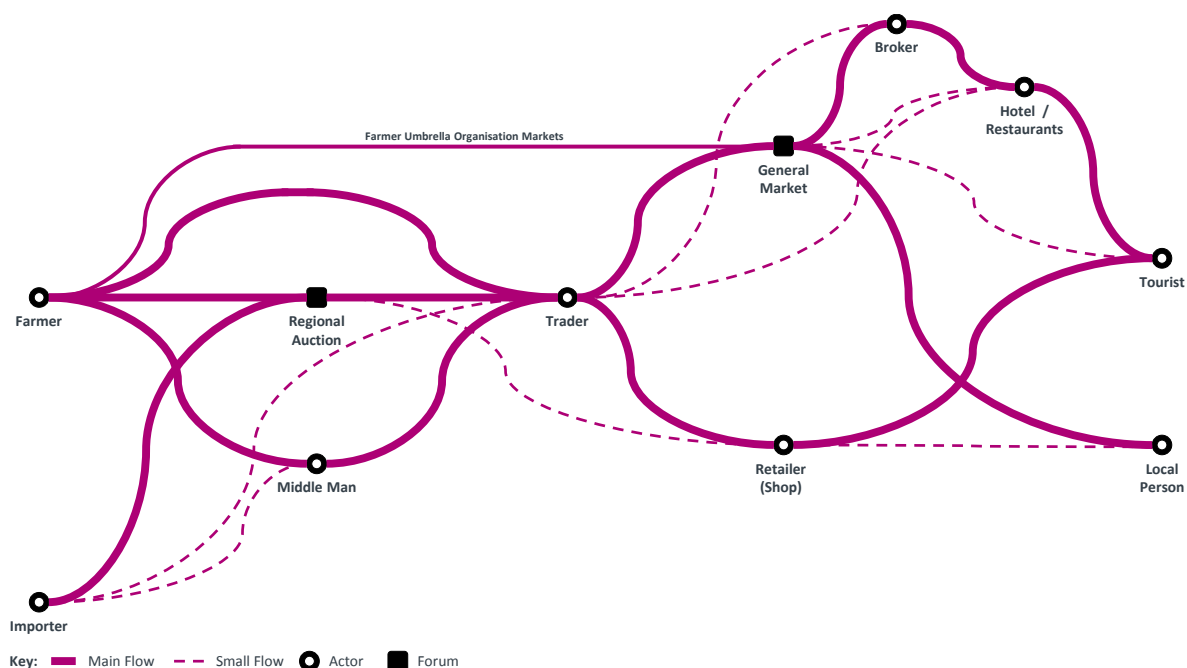 Broker
Hotel /
Restaurants
Farmer Umbrella Organisation Markets
General
Market
Tourist
Farmer
Regional
Auction
Trader
Middle Man
Retailer
(Shop)
Local
Person
Importer
Key: Main Flow Small Flow Actor Forum